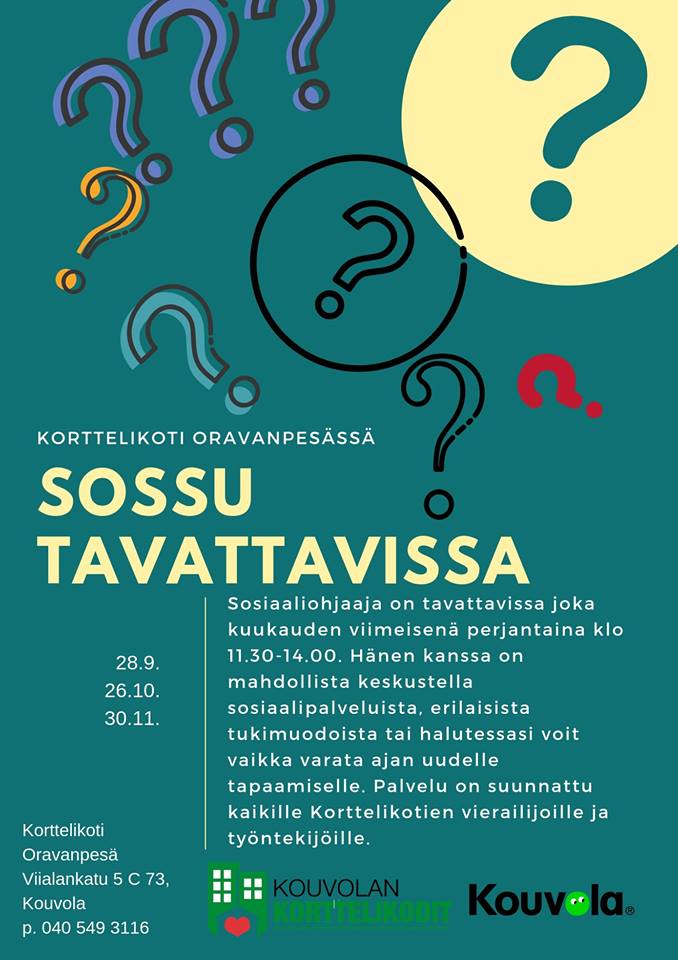 KORTTELIKOTI ORAVANPESÄSSÄ
SOSSU
TAVATTAVISSA
28.9.
26.10.
30.11.
Sosiaaliohjaaja on tavattavissa joka
kuukauden viimeisenä perjantaina klo
11.30-14.00. Hänen kanssa on
mahdollista keskustella
sosiaalipalveluista, erilaisista
tukimuodoista tai halutessasi voit
vaikka varata ajan uudelle
tapaamiselle. Palvelu on suunnattu
kaikille Korttelikotien vierailijoille ja
työntekijöille.
Korttelikoti
Oravanpesä
Viialankatu 5 C 73,
Kouvola
p. 040 549 3116
KOUVOLAN
KORTTELIKODIT
Kouvola®